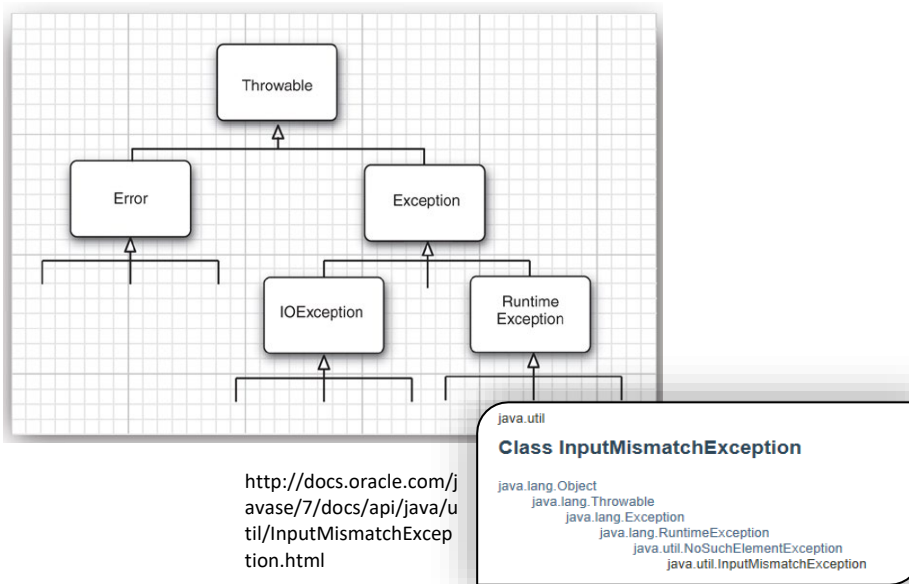 Throwable
Error
Exception
IOException
Runtime
Exception
java.util
Class InputMismatchException
java.lang.Object
java.lang.Throwable
java.lang.Exception
java.lang.RuntimeException
java.util.NoSuchElementException
java.util.InputMismatchException
http://docs.oracle.com/j
avase/7/docs/api/java/u
til/InputMismatchExcep
tion.html